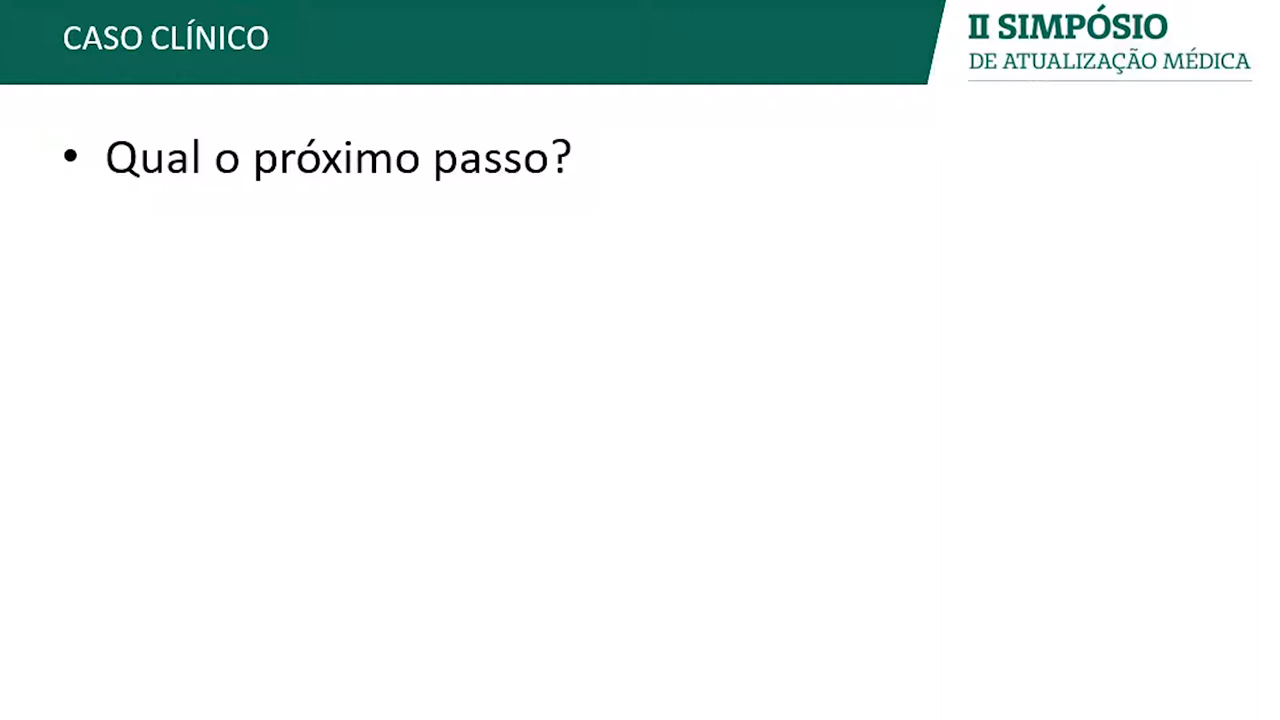 CASO CLÍNICO
II SIMPÓSIO
DE ATUALIZAÇÃO MÉDICA
• Qual o próximo passo?